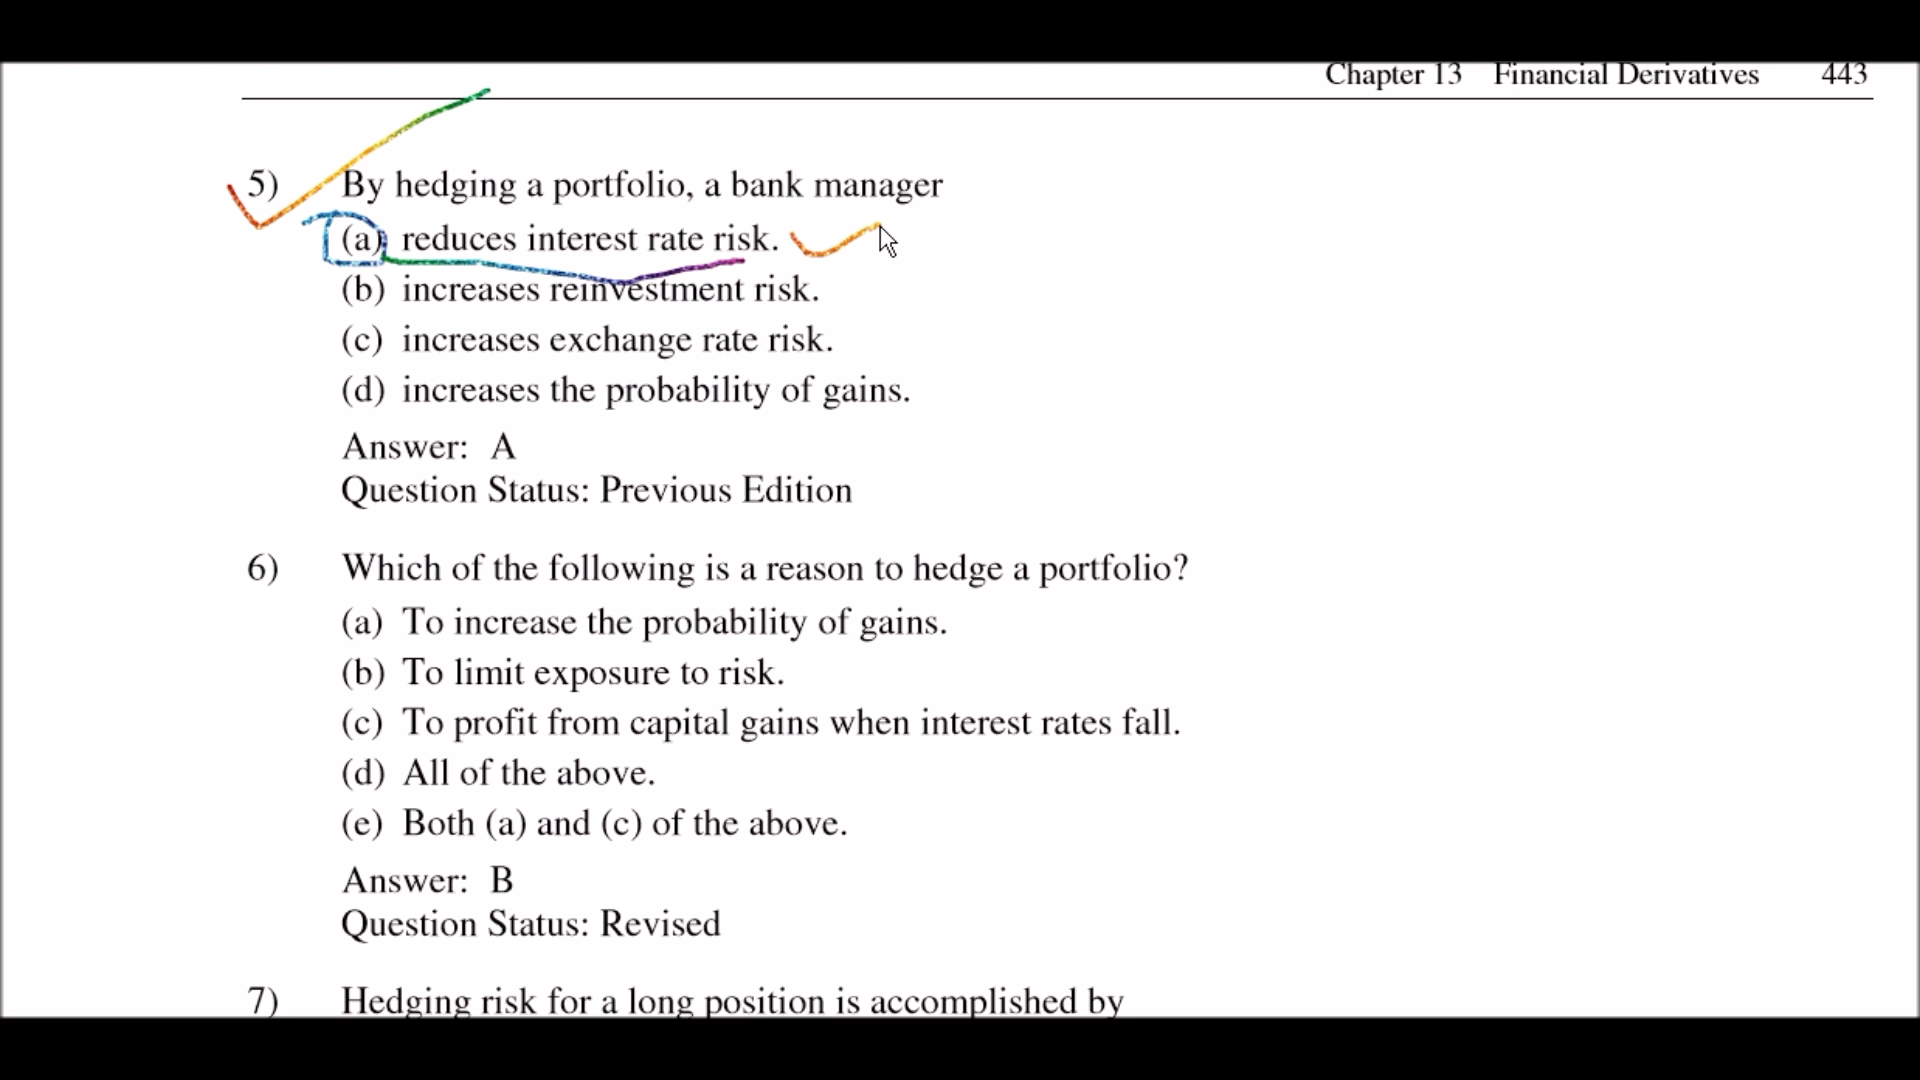 Chapter 13 Financial Derivatives 443
5) By hedging a portfolio, a bank manager
(a) reduces interest rate risk.
(b) increases reinvestment risk.
(c) increases exchange rate risk.
(d) increases the probability of gains.
Answer: A
Question Status: Previous Edition
6) Which of the following is a reason to hedge a portfolio?
(a) To increase the probability of gains.
(b) To limit exposure to risk.
(c) To profit from capital gains when interest rates fall.
(d) All of the above.
(e) Both (a) and (c) of the above.
Answer: B
Question Status: Revised
7) Hedging risk for a long position is accomplished by